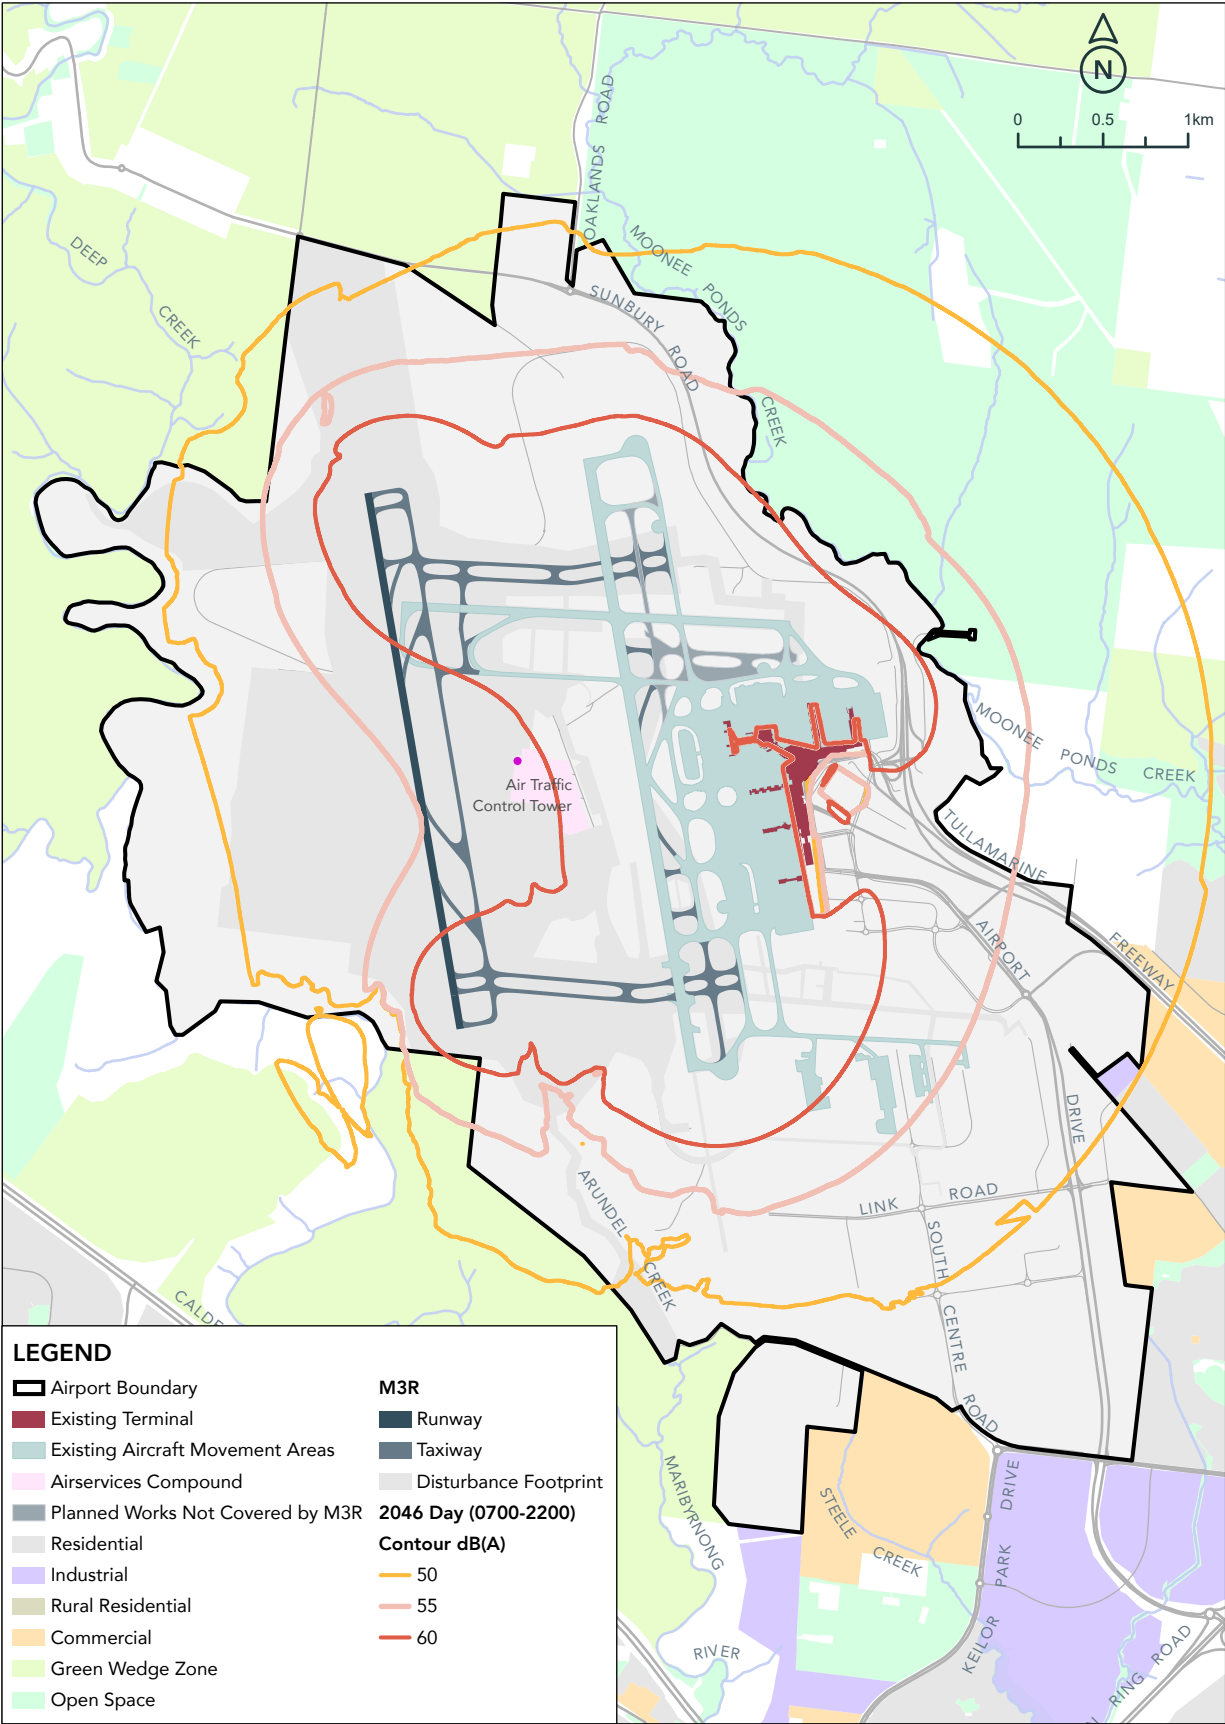 N
0 0.5 1km
OAKLANDS ROAD
DEEP
CREEK
MOONEE
PONDS
CREEK
SUNBURY
ROAD
MOONEE
PONDS
CREEK
Air Traffic
Control Tower
TULLAMARINE
FREEWAY
AIRPORT
DRIVE
LINK ROAD
ARUNDEL
CREEK
SOUTH
CENTRE
ROAD
CALDE
MARIBYRNONG
RIVER
STEELE
CREEK
KEILOR
PARK
DRIVE
RING ROAD
LEGEND
Airport Boundary
Existing Terminal
Existing Aircraft Movement Areas
Airservices Compound
Planned Works Not Covered by M3R
Residential
Industrial
Rural Residential
Commercial
Green Wedge Zone
Open Space
M3R
Runway
Taxiway
Disturbance Footprint
2046 Day (0700-2200)
Contour dB(A)
50
55
60